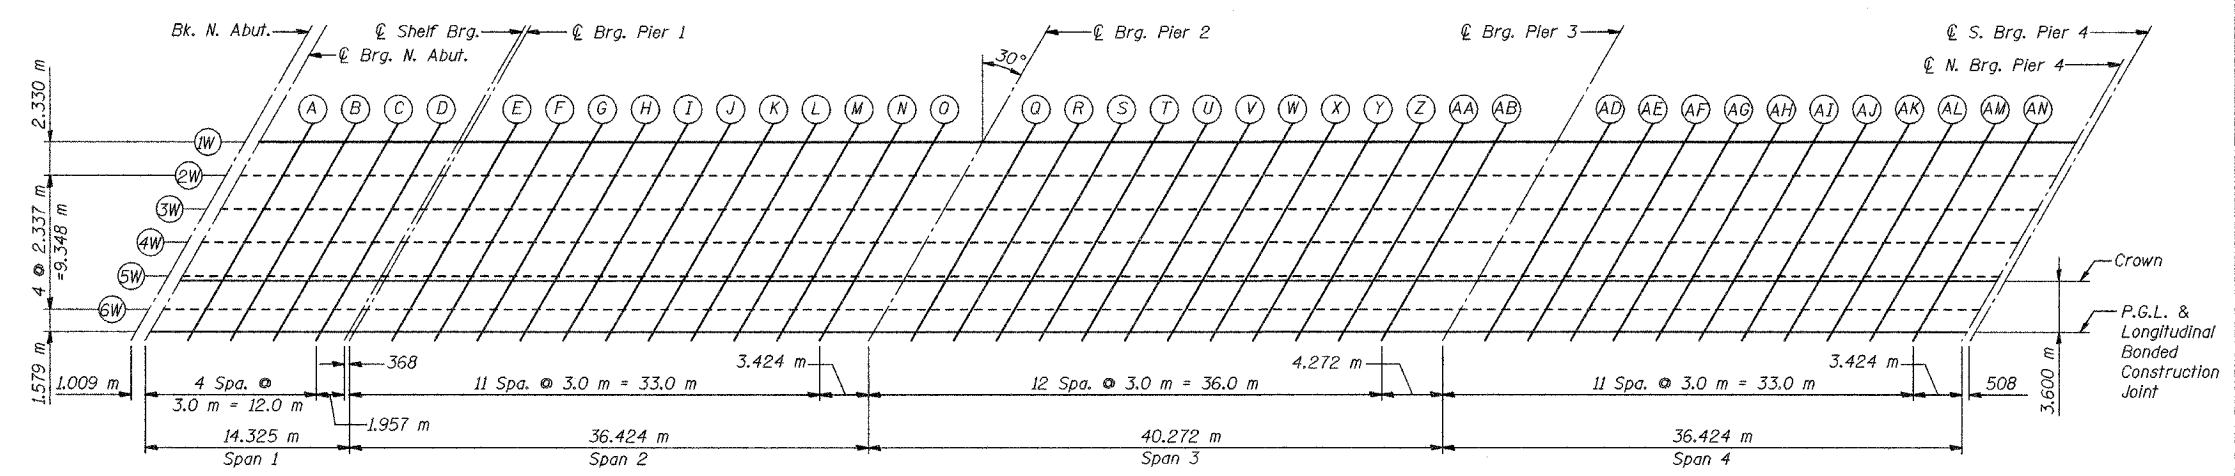 Bk. N. Abut.
℄ Shelf Brg.
℄ Brg. Pier 1
℄ Brg. Pier 2
℄ Brg. Pier 3
℄ S. Brg. Pier 4
℄ Brg. N. Abut.
30°
℄ N. Brg. Pier 4
2.330 m
A B C D E F G H I J K L M N O Q R S T U V W X Y Z AA AB AD AE AF AG AH AI AJ AK AL AM AN
1W
2W
3W
4W
5W
6W
4 @ 2.337 m
=9.348 m
1.579 m
Crown
P.G.L. &
Longitudinal
Bonded
Construction
Joint
3.600 m
1.009 m
4 Spa. @
3.0 m = 12.0 m
368
1.957 m
11 Spa. @ 3.0 m = 33.0 m
3.424 m
12 Spa. @ 3.0 m = 36.0 m
4.272 m
11 Spa. @ 3.0 m = 33.0 m
3.424 m
508
14.325 m
36.424 m
40.272 m
36.424 m
Span 1
Span 2
Span 3
Span 4